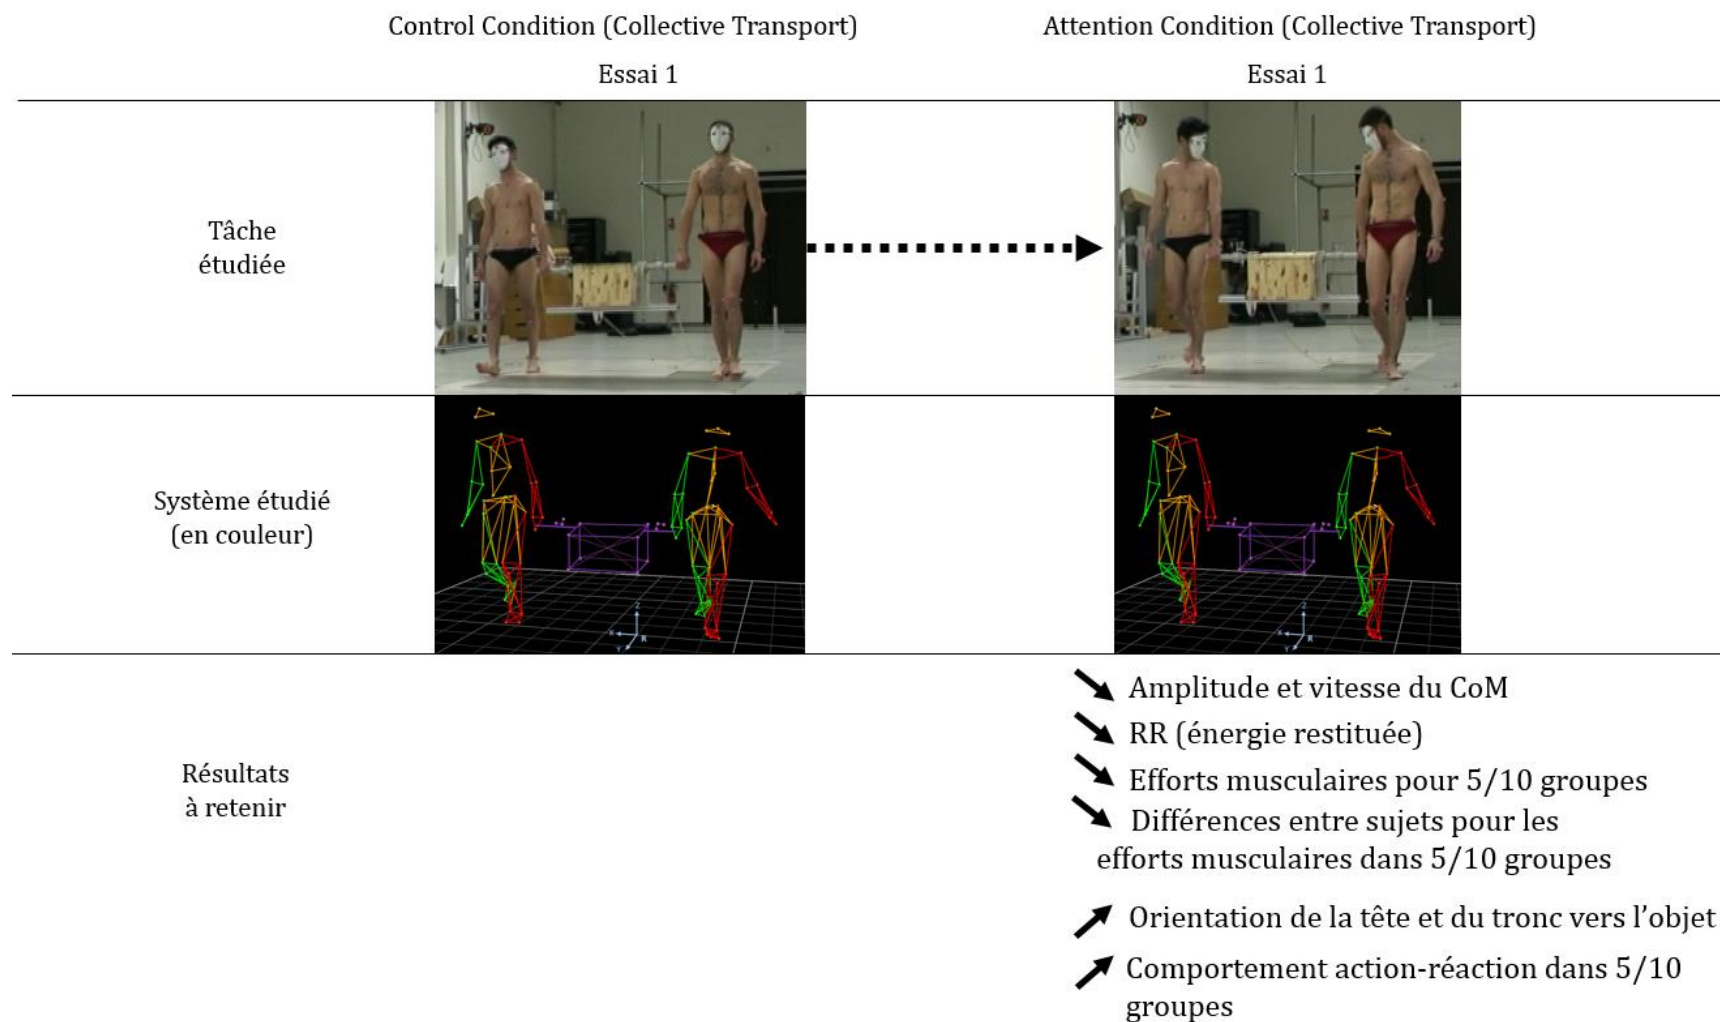 Control Condition (Collective Transport)
Attention Condition (Collective Transport)
Essai 1
Essai 1
Tâche
étudiée
Système étudié
(en couleur)
Z
X
R
Y
Z
X
R
Y
Résultats
à retenir
Amplitude et vitesse du CoM
RR (énergie restituée)
Efforts musculaires pour 5/10 groupes
Différences entre sujets pour les
efforts musculaires dans 5/10 groupes
Orientation de la tête et du tronc vers l’objet
Comportement action-réaction dans 5/10
groupes